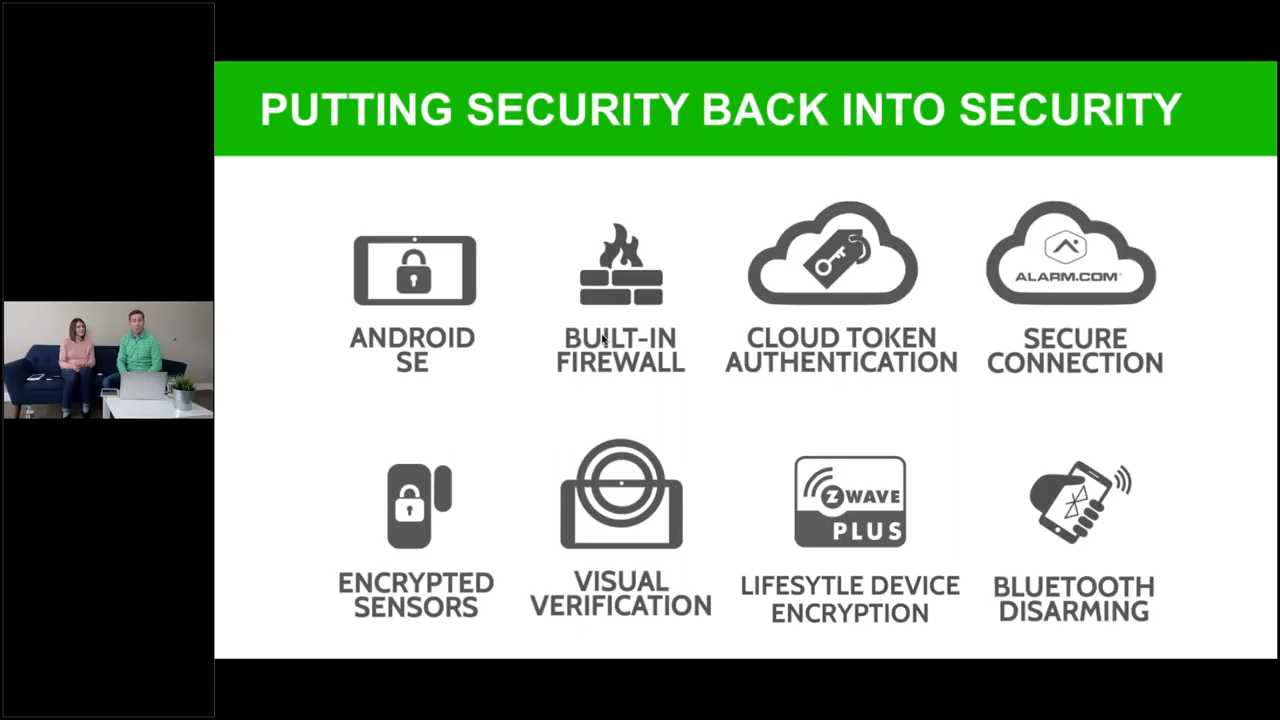 PUTTING SECURITY BACK INTO SECURITY
ALARM.COM
ANDROID
SE
BUILT-IN
FIREWALL
CLOUD TOKEN
AUTHENTICATION
SECURE
CONNECTION
Z WAVE
PLUS
ENCRYPTED
SENSORS
VISUAL
VERIFICATION
LIFESYTLE DEVICE
ENCRYPTION
BLUETOOTH
DISARMING